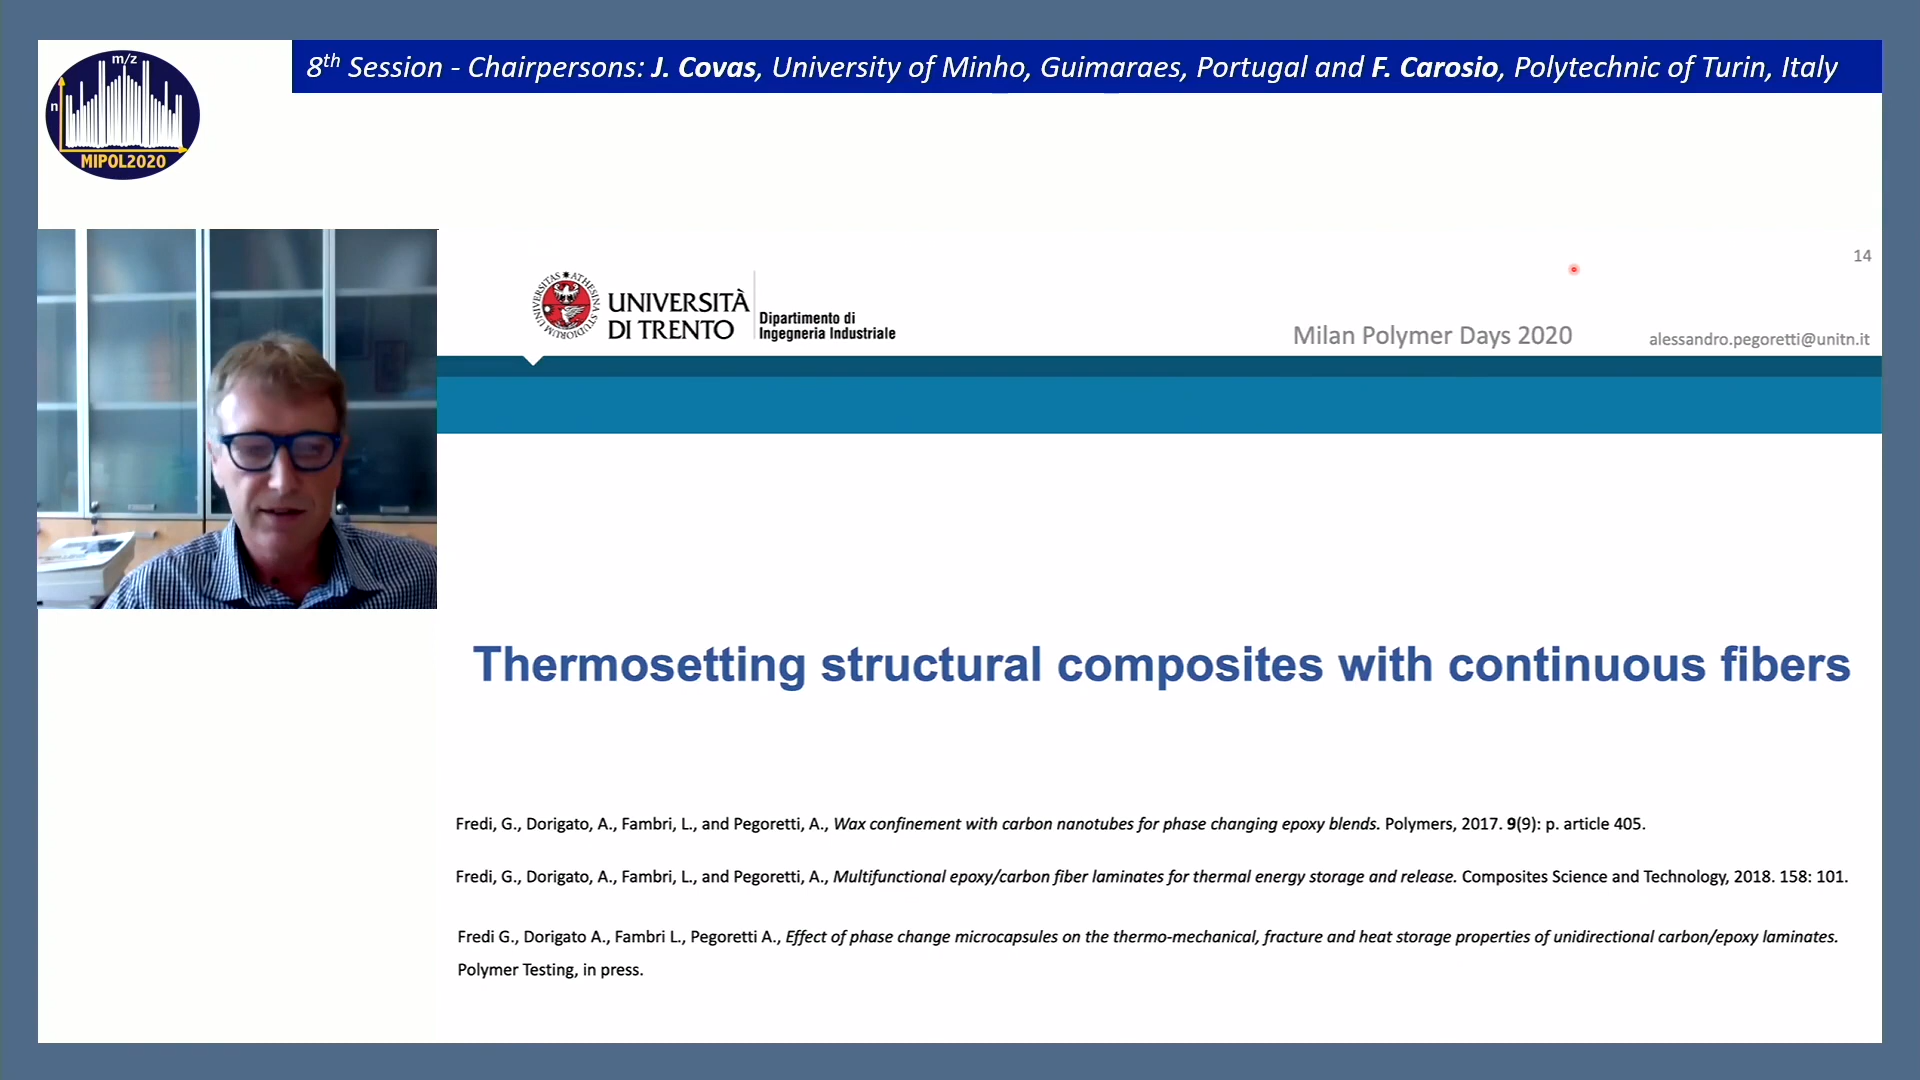 8th Session - Chairpersons: J. Covas, University of Minho, Guimaraes, Portugal and F. Carosio, Polytechnic of Turin, Italy
m/z
n
MIPOL2020
14
UNIVERSITÀ
DI TRENTO
Dipartimento di
Ingegneria Industriale
Milan Polymer Days 2020
alessandro.pegoretti@unitn.it
Thermosetting structural composites with continuous fibers
Fredi, G., Dorigato, A., Fambri, L., and Pegoretti, A., Wax confinement with carbon nanotubes for phase changing epoxy blends. Polymers, 2017. 9(9): p. article 405.
Fredi, G., Dorigato, A., Fambri, L., and Pegoretti, A., Multifunctional epoxy/carbon fiber laminates for thermal energy storage and release. Composites Science and Technology, 2018. 158: 101.
Fredi G., Dorigato A., Fambri L., Pegoretti A., Effect of phase change microcapsules on the thermo-mechanical, fracture and heat storage properties of unidirectional carbon/epoxy laminates.
Polymer Testing, in press.